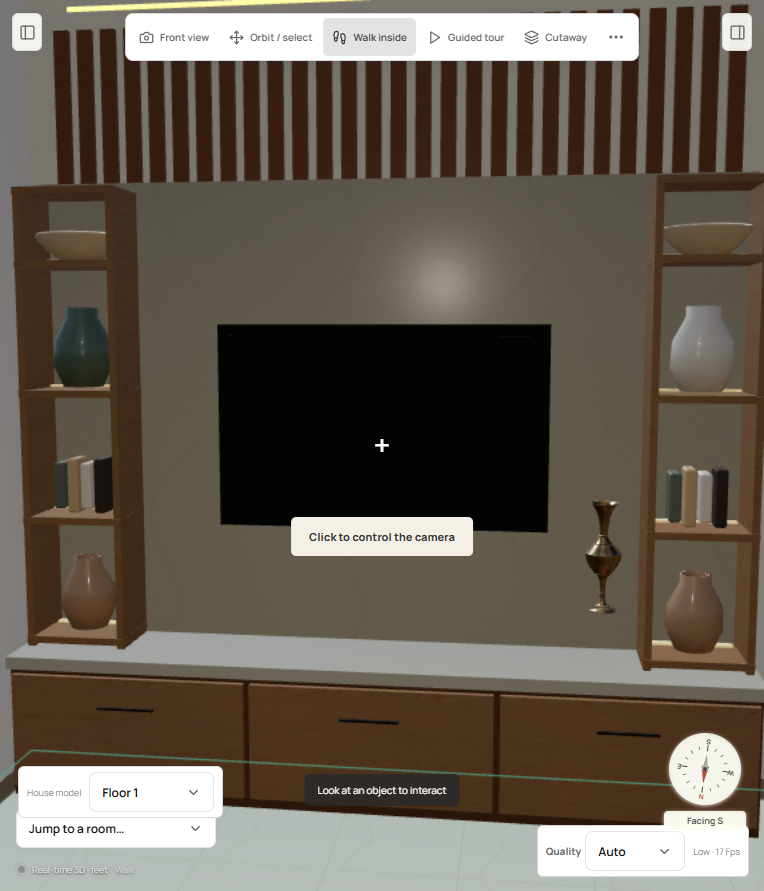 Front view
Orbit / select
Walk inside
Guided tour
Cutaway
Click to control the camera
Look at an object to interact
House model
Floor 1
Jump to a room...
Real-time 3D · feet · Walk
S
E
W
N
Facing S
Quality
Auto
Low · 17 Fps